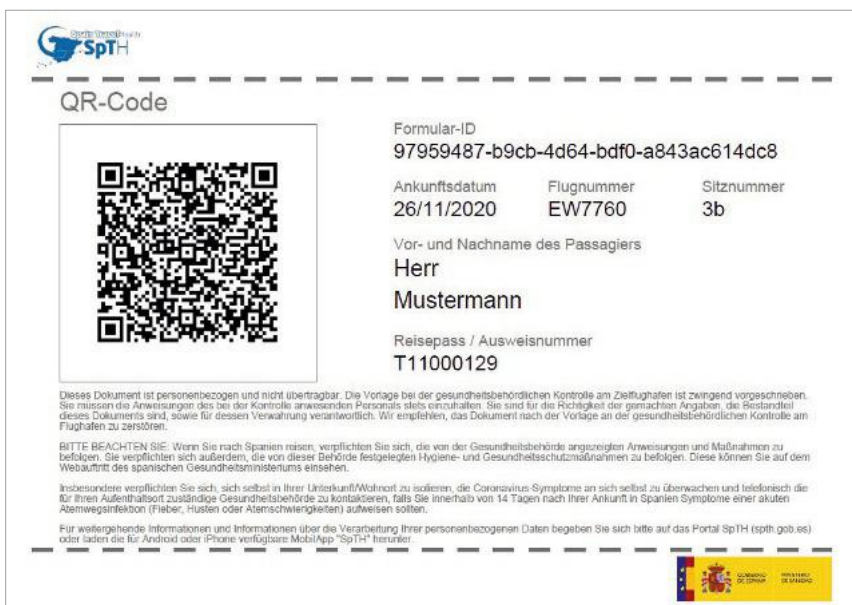 Spain Travel Health
SpTH
QR-Code
Formular-ID
97959487-b9cb-4d64-bdf0-a843ac614dc8
Ankunftsdatum Flugnummer Sitznummer
26/11/2020 EW7760 3b
Vor- und Nachname des Passagiers
Herr
Mustermann
Reisepass / Ausweisnummer
T11000129
Dieses Dokument ist personenbezogen und nicht übertragbar. Die Vorlage bei der gesundheitsbehördlichen Kontrolle am Zielflughafen ist zwingend vorgeschrieben.
Sie müssen die Anweisungen des bei der Kontrolle anwesenden Personals stets einzuhalten. Sie sind für die Richtigkeit der gemachten Angaben, die Bestandteil
dieses Dokuments sind, sowie für dessen Verwahrung verantwortlich. Wir empfehlen, das Dokument nach der Vorlage an der gesundheitsbehördlichen Kontrolle am
Flughafen zu zerstören.
BITTE BEACHTEN SIE: Wenn Sie nach Spanien reisen, verpflichten Sie sich, die von der Gesundheitsbehörde angezeigten Anweisungen und Maßnahmen zu
befolgen. Sie verpflichten sich außerdem, die von dieser Behörde festgelegten Hygiene- und Gesundheitsschutzmaßnahmen zu befolgen. Diese können Sie auf dem
Webauftritt des spanischen Gesundheitsministeriums einsehen.
Insbesondere verpflichten Sie sich, sich selbst in Ihrer Unterkunft/Wohnort zu isolieren, die Coronavirus-Symptome an sich selbst zu überwachen und telefonisch die
für Ihren Aufenthaltsort zuständige Gesundheitsbehörde zu kontaktieren, falls Sie innerhalb von 14 Tagen nach Ihrer Ankunft in Spanien Symptome einer akuten
Atemwegsinfektion (Fieber, Husten oder Atemschwierigkeiten) aufweisen sollten.
Für weitergehende Informationen und Informationen über die Verarbeitung Ihrer personenbezogenen Daten begeben Sie sich bitte auf das Portal SpTH (spth.gob.es)
oder laden die für Android oder iPhone verfügbare MobilApp "SpTH" herunter.
GOBIERNO MINISTERIO
DE ESPAÑA DE SANIDAD